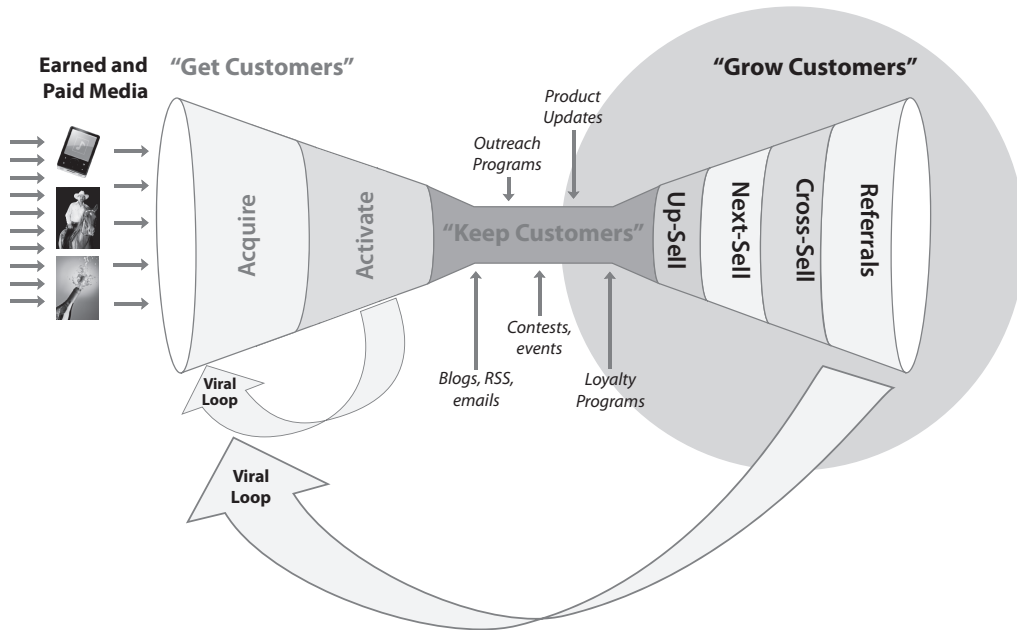 Earned and
Paid Media
“Get Customers”
“Grow Customers”
Product
Updates
Outreach
Programs
Acquire
Activate
“Keep Customers”
Up-Sell
Next-Sell
Cross-Sell
Referrals
Contests,
events
Blogs, RSS,
emails
Loyalty
Programs
Viral
Loop
Viral
Loop